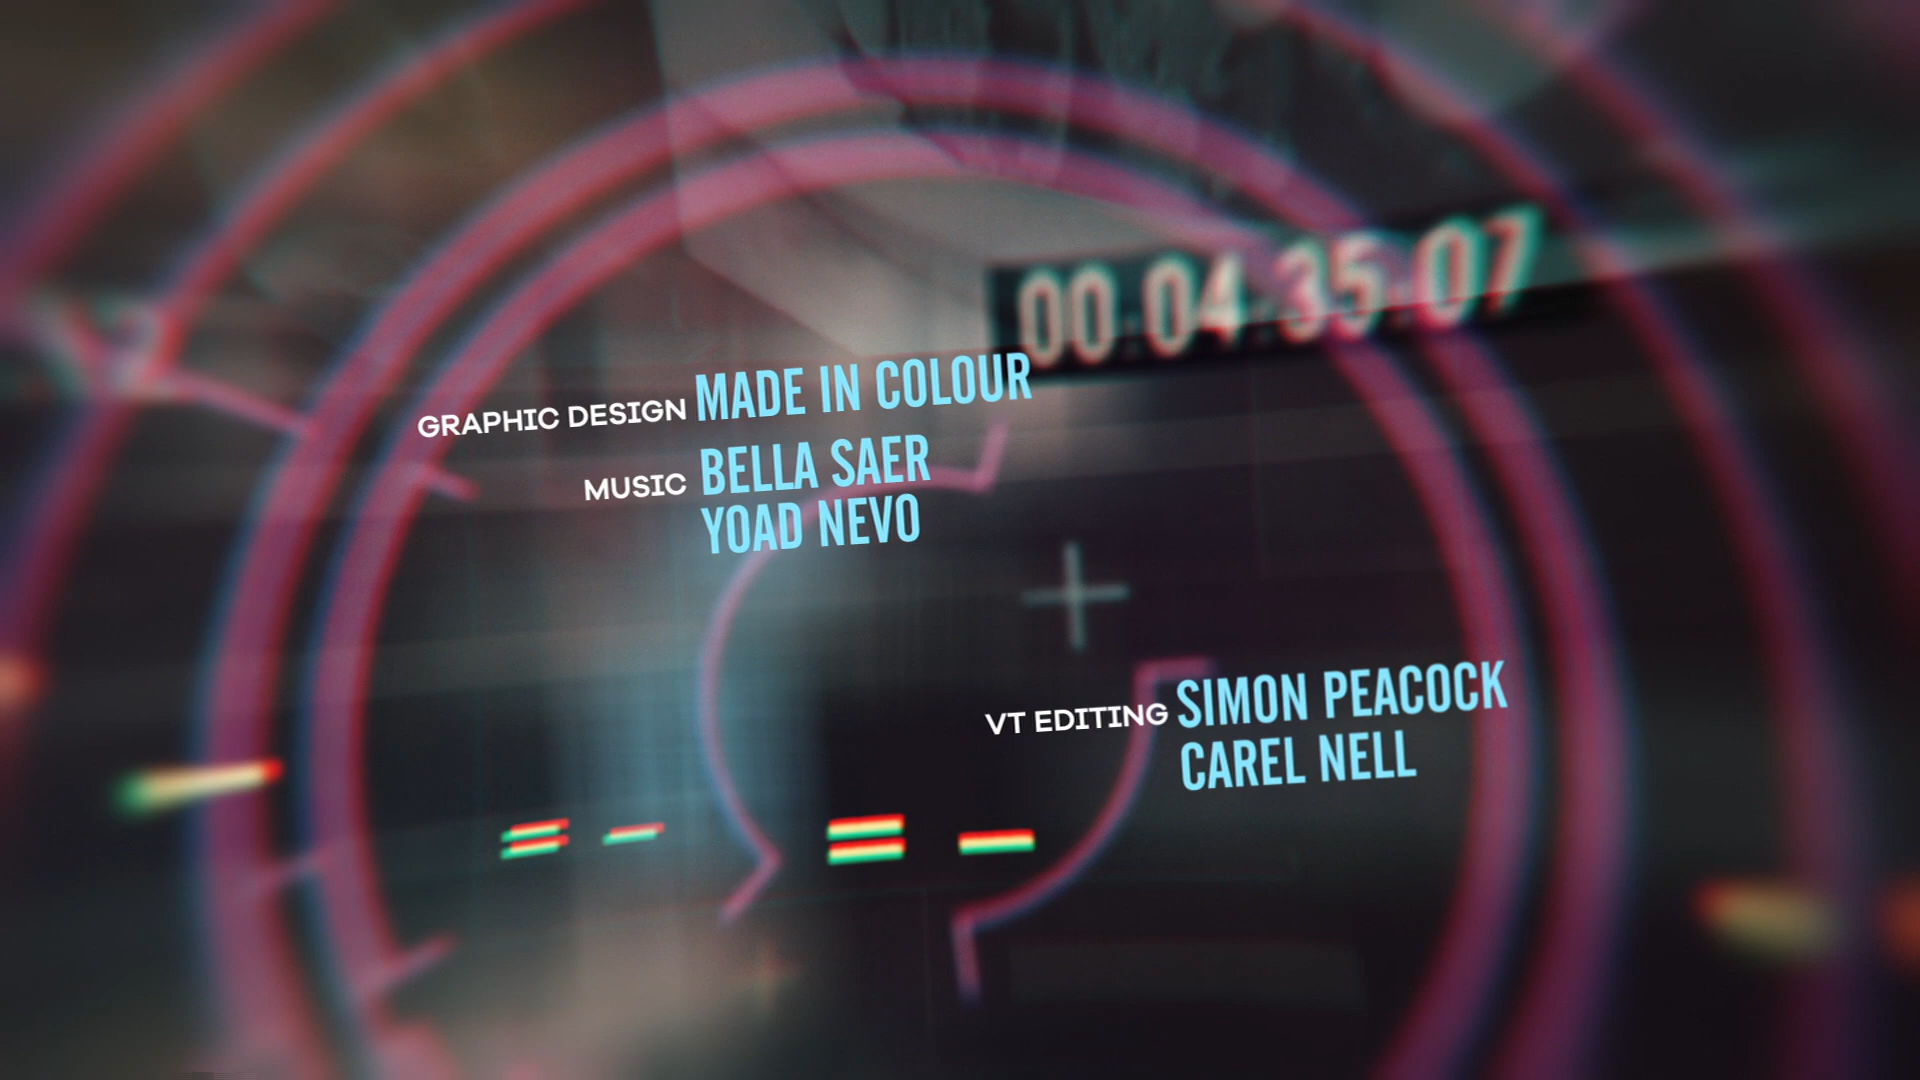 00:04:35:07
GRAPHIC DESIGN MADE IN COLOUR
MUSIC BELLA SAER
YOAD NEVO
VT EDITING SIMON PEACOCK
CAREL NELL